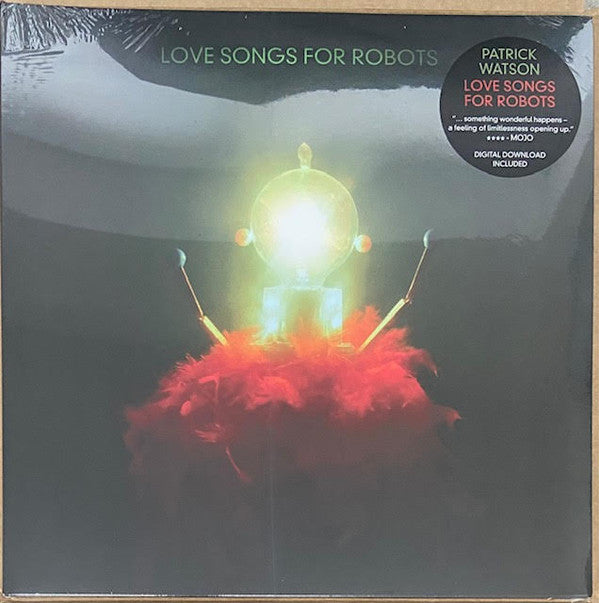 LOVE SONGS FOR ROBOTS
PATRICK
WATSON
LOVE SONGS
FOR ROBOTS
"... something wonderful happens –
a feeling of limitlessness opening up."
**** - MOJO
DIGITAL DOWNLOAD
INCLUDED